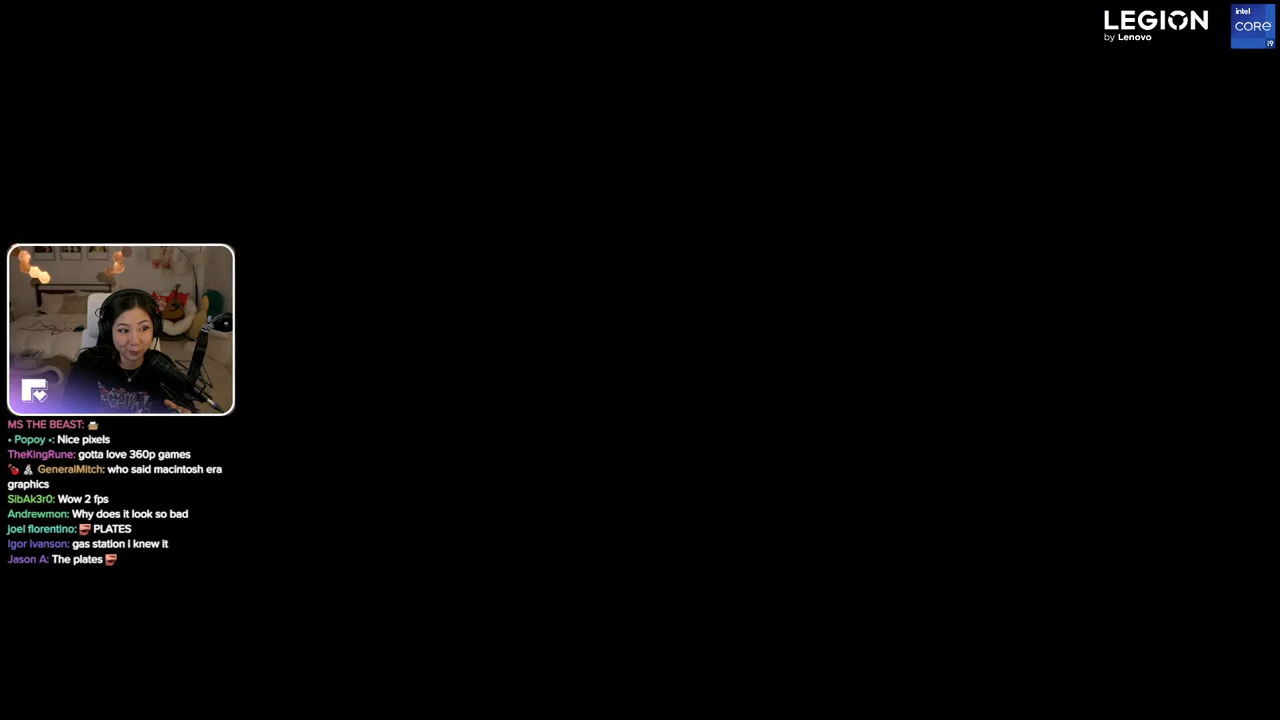 LEGION
by Lenovo
intel
CORE
i9
MS THE BEAST:
• Popoy •: Nice pixels
TheKingRune: gotta love 360p games
GeneralMitch: who said macintosh era
graphics
SibAk3r0: Wow 2 fps
Andrewmon: Why does it look so bad
joel florentino: PLATES
Igor Ivanson: gas station i knew it
Jason A: The plates